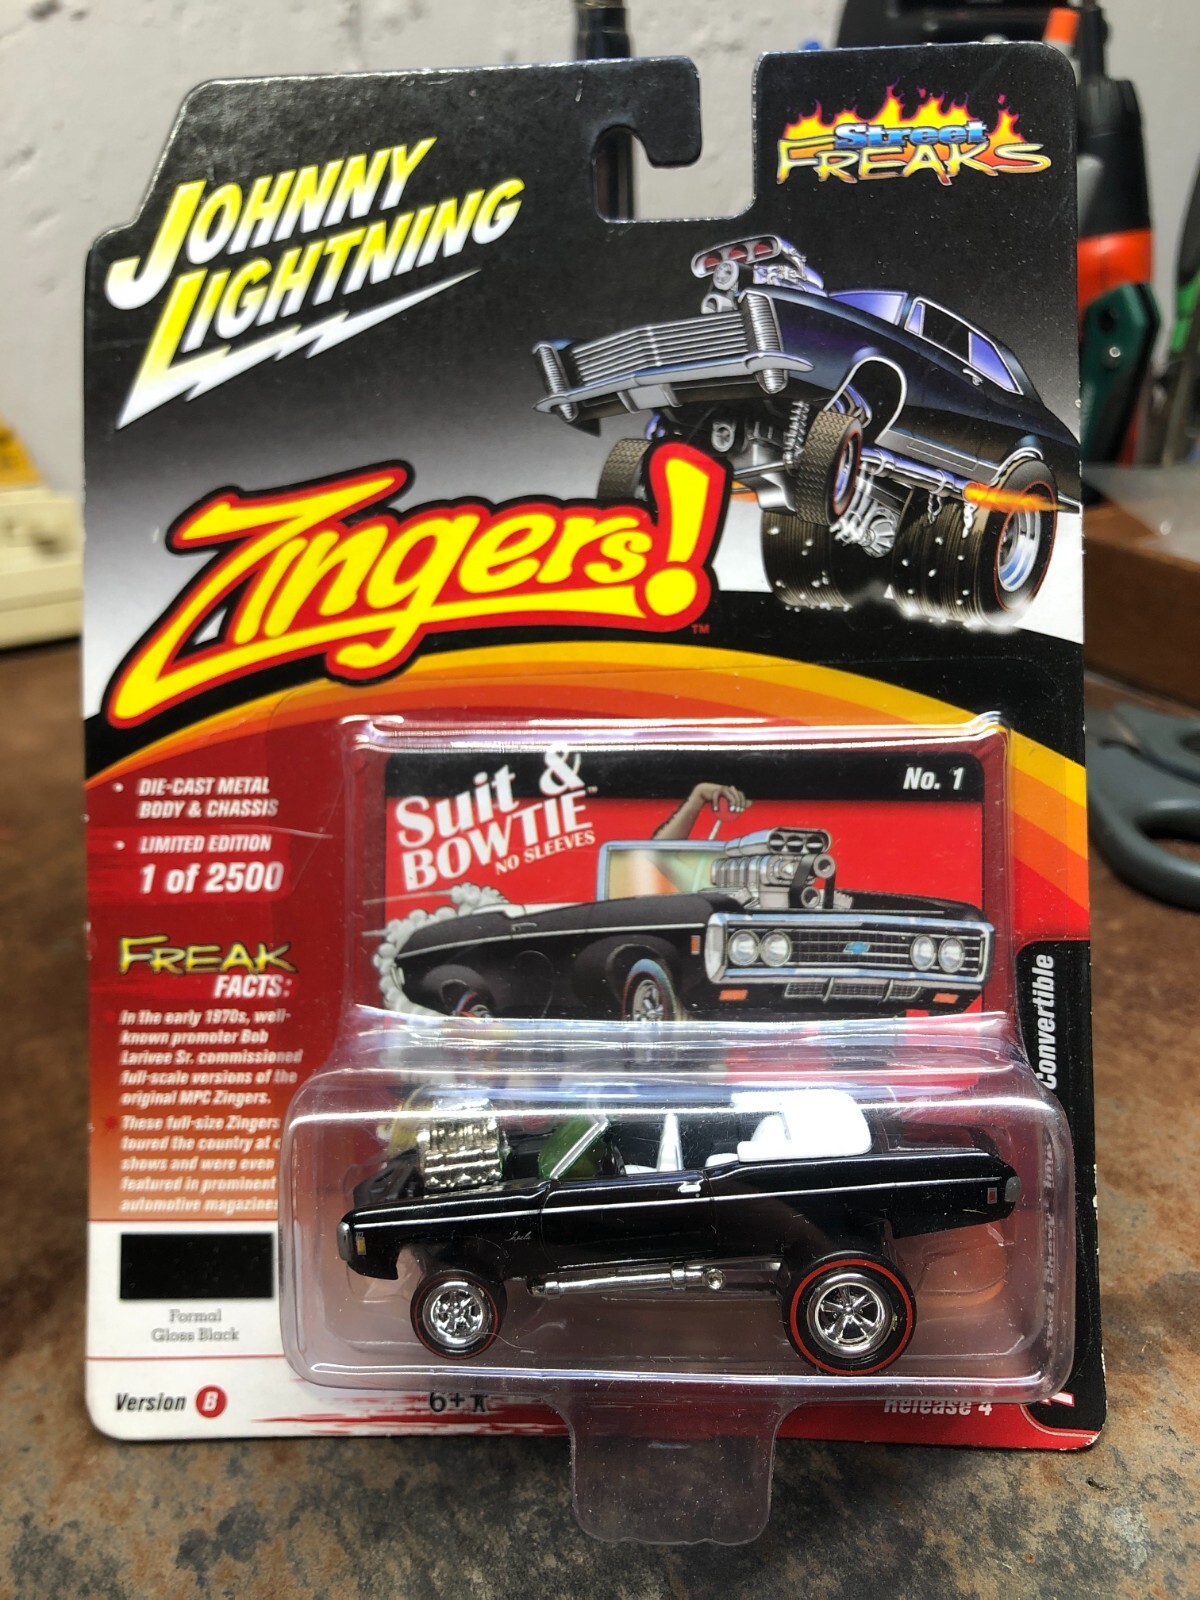 Street
FREAKS
JOHNNY
LIGHTNING
Zingers!
TM
• DIE-CAST METAL
BODY & CHASSIS
• LIMITED EDITION
1 of 2500
FREAK
FACTS:
In the early 1970s, well-
known promoter Bob
Larivee Sr. commissioned
full-scale versions of the
original MPC Zingers.
These full-size Zingers
toured the country at
shows and were even
featured in prominent
automotive magazines
Formal
Gloss Black
Version B
6+
Release 4
Suit &
BOWTIE™
NO SLEEVES
No. 1
Convertible
Impala